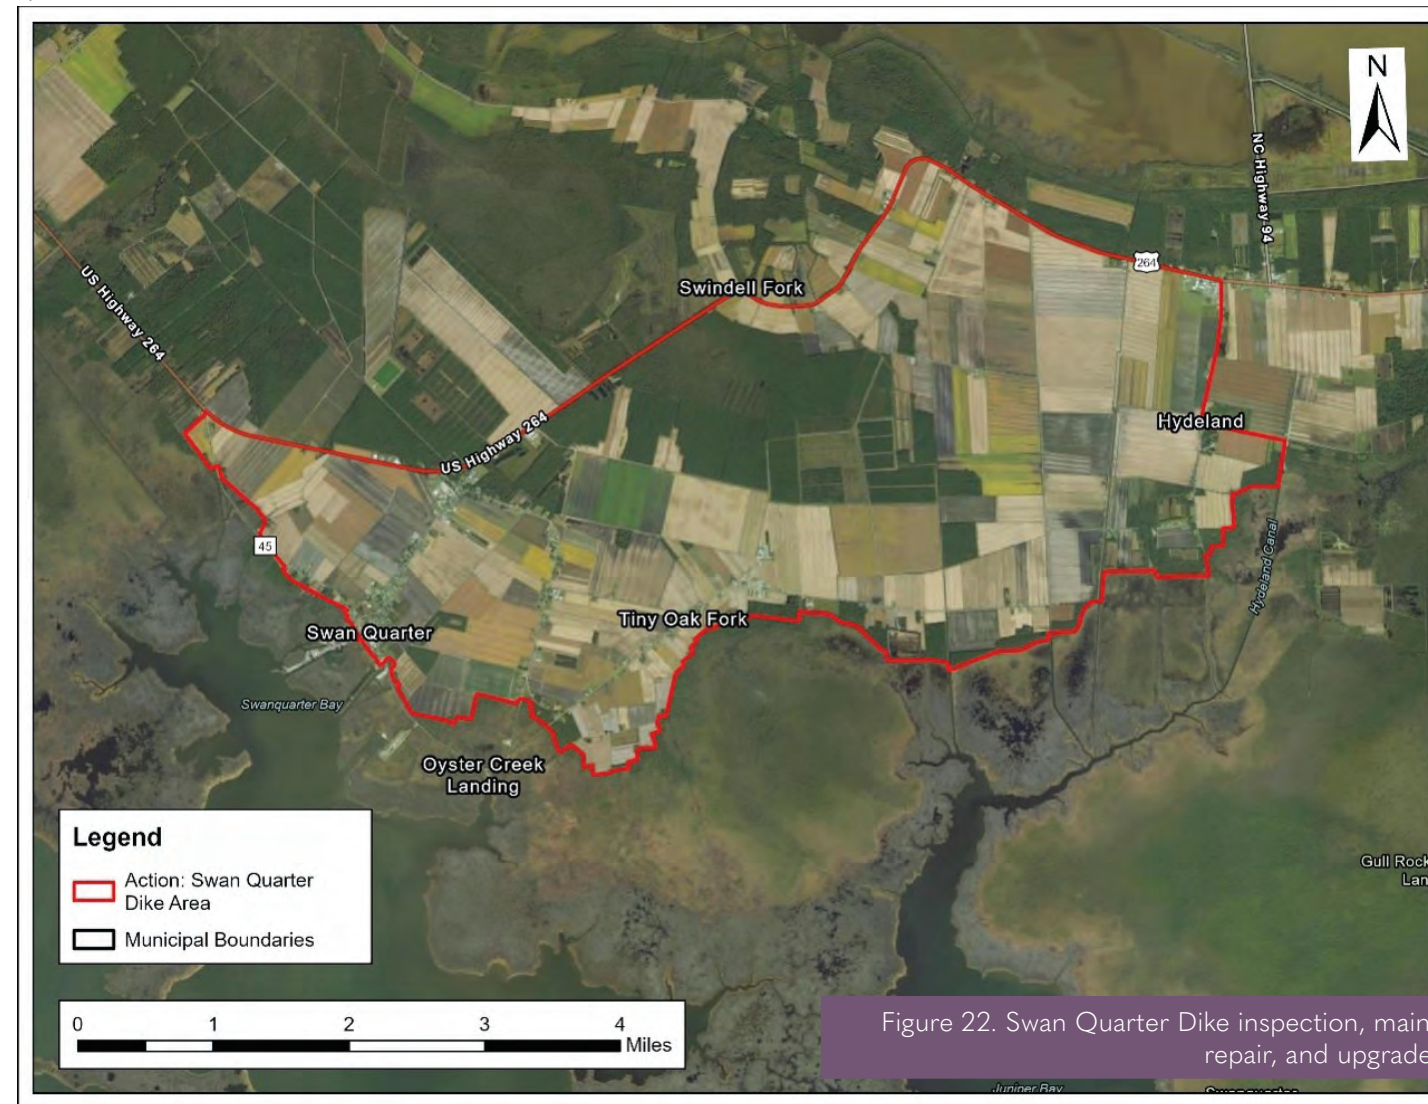 N
NC Highway 94
264
US Highway 264
Swindell Fork
Hydeland
US Highway 264
45
Hydeland Canal
Tiny Oak Fork
Swan Quarter
Swanquarter Bay
Oyster Creek
Landing
Gull Rock
Legend
Action: Swan Quarter
Dike Area
Municipal Boundaries
0 1 2 3 4
Miles
Figure 22. Swan Quarter Dike inspection,
repair, and upgrade
Juniper Bay